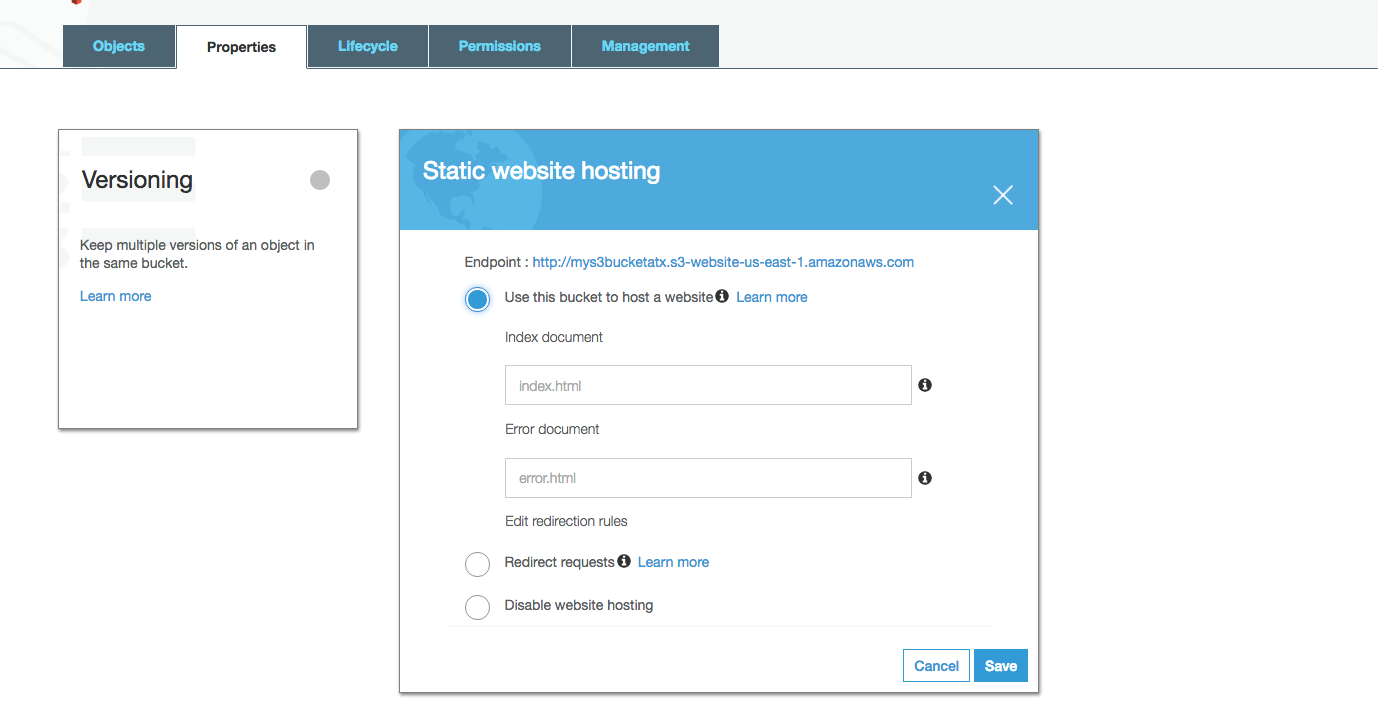 Objects Properties Lifecycle Permissions Management
Versioning
Keep multiple versions of an object in
the same bucket.
Learn more
Static website hosting
Endpoint : http://mys3bucketatx.s3-website-us-east-1.amazonaws.com
Use this bucket to host a website Learn more
Index document
index.html
Error document
error.html
Edit redirection rules
Redirect requests Learn more
Disable website hosting
Cancel Save